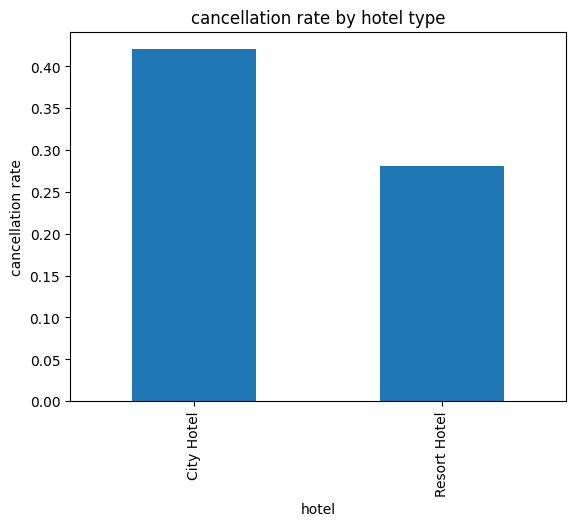 cancellation rate by hotel type
cancellation rate
0.40
0.35
0.30
0.25
0.20
0.15
0.10
0.05
0.00
City Hotel
Resort Hotel
hotel